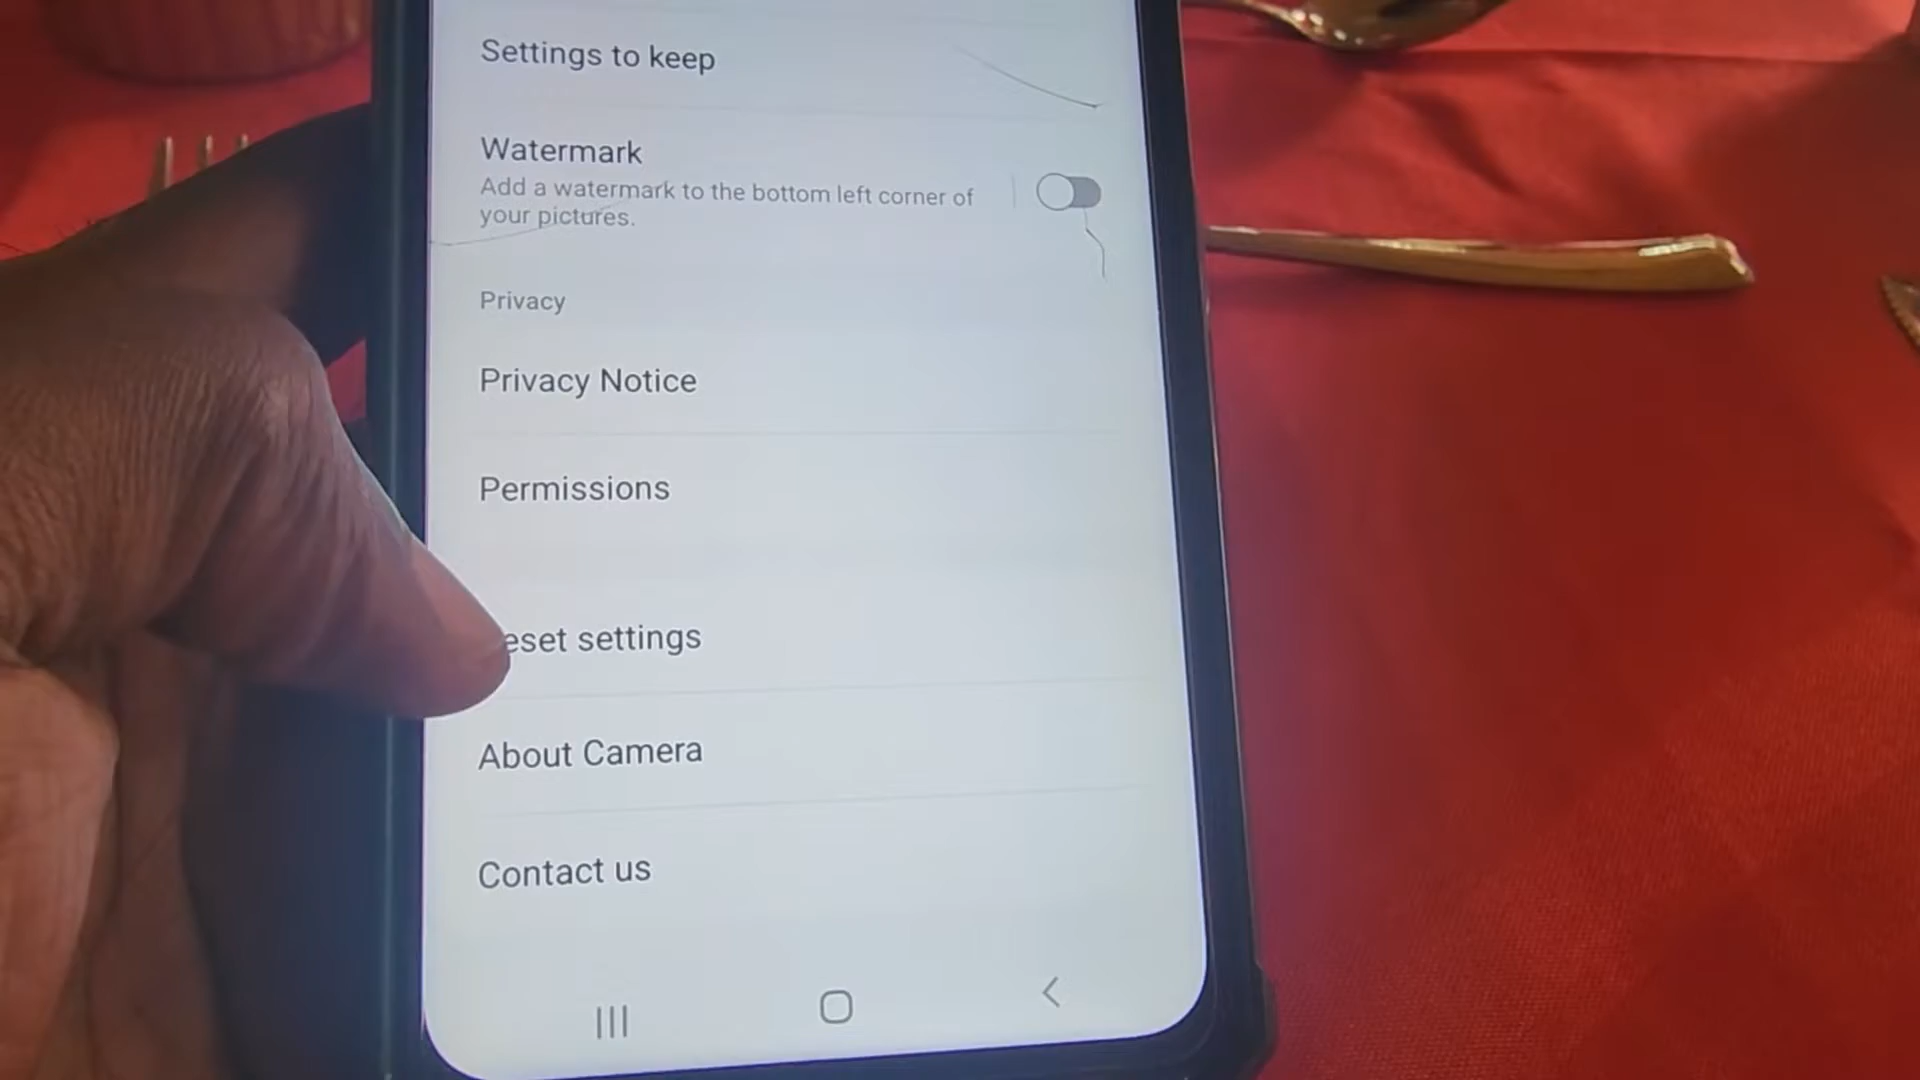 Settings to keep
Watermark
Add a watermark to the bottom left corner of
your pictures.
Privacy
Privacy Notice
Permissions
eset settings
About Camera
Contact us